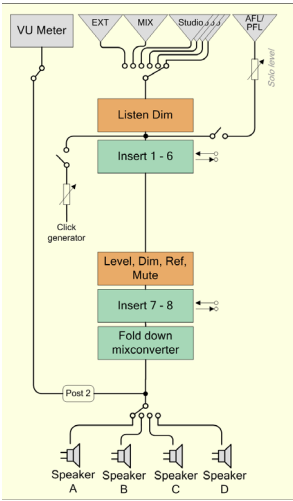 VU Meter
EXT
MIX
Studio
AFL/
PFL
Solo level
Listen Dim
Insert 1 - 6
Click
generator
Level, Dim, Ref,
Mute
Insert 7 - 8
Fold down
mixconverter
Post 2
Speaker
A
Speaker
B
Speaker
C
Speaker
D